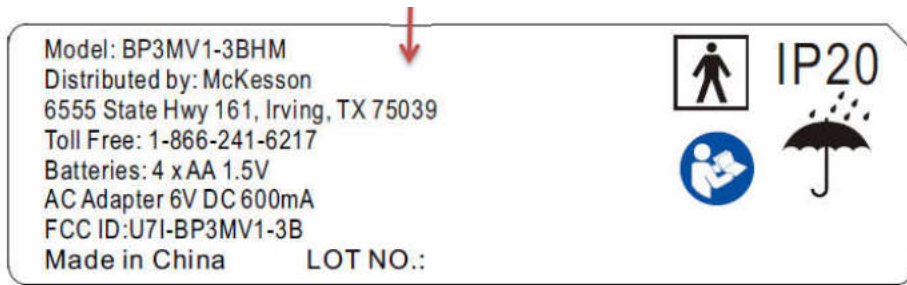 Model: BP3MV1-3BHM
Distributed by: McKesson
6555 State Hwy 161, Irving, TX 75039
Toll Free: 1-866-241-6217
Batteries: 4 x AA 1.5V
AC Adapter 6V DC 600mA
FCC ID:U7I-BP3MV1-3B
Made in China LOT NO.:
IP20